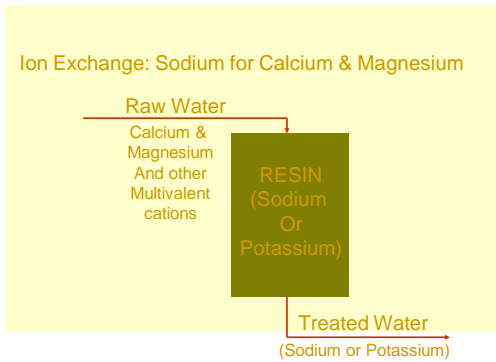 Ion Exchange: Sodium for Calcium & Magnesium
Raw Water
Calcium &
Magnesium
And other
Multivalent
cations
RESIN
(Sodium
Or
Potassium)
Treated Water
(Sodium or Potassium)